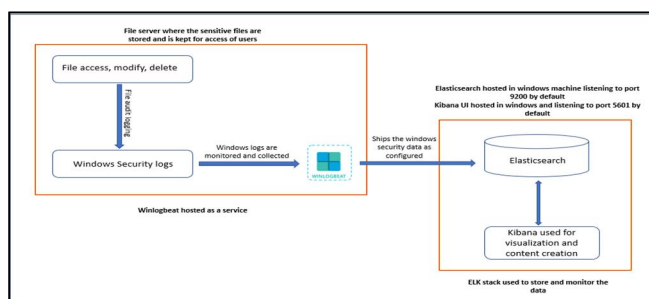 File server where the sensitive files are
stored and is kept for access of users
File access, modify, delete
File audit logging
Windows Security logs
Windows logs are
monitored and collected
WINLOGBEAT
Ships the windows
security data as
configured
Winlogbeat hosted as a service
Elasticsearch hosted in windows machine listening to port
9200 by default
Kibana UI hosted in windows and listening to port 5601 by
default
Elasticsearch
Kibana used for
visualization and
content creation
ELK stack used to store and monitor the
data